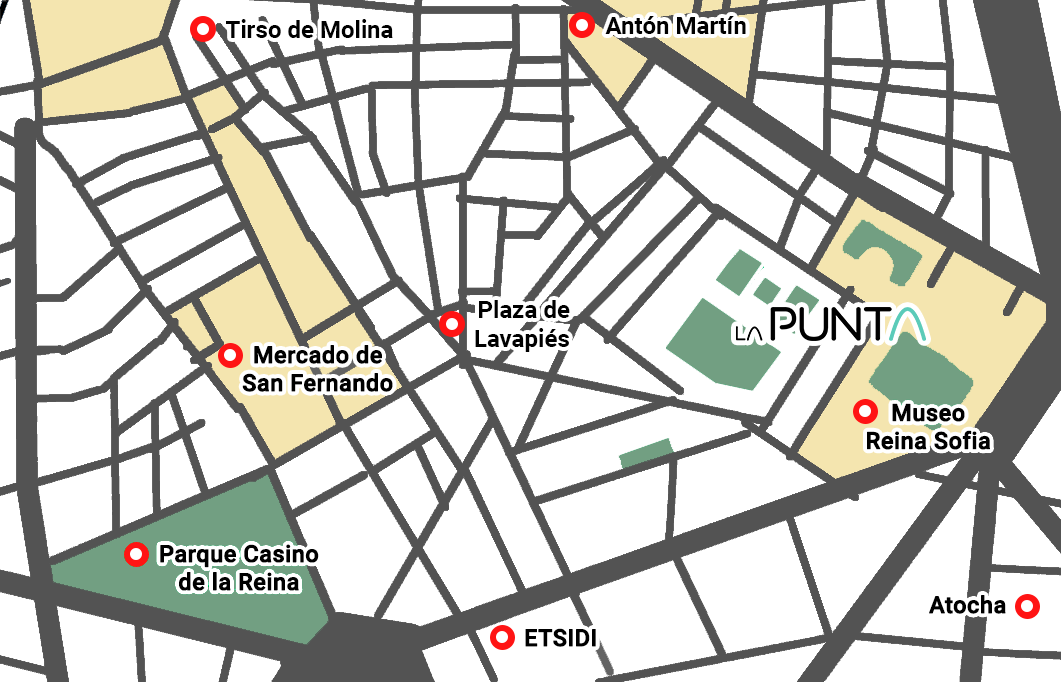 Tirso de Molina
Antón Martín
Plaza de
Lavapiés
LA PUNTA
Mercado de
San Fernando
Museo
Reina Sofia
Parque Casino
de la Reina
Atocha
ETSIDI